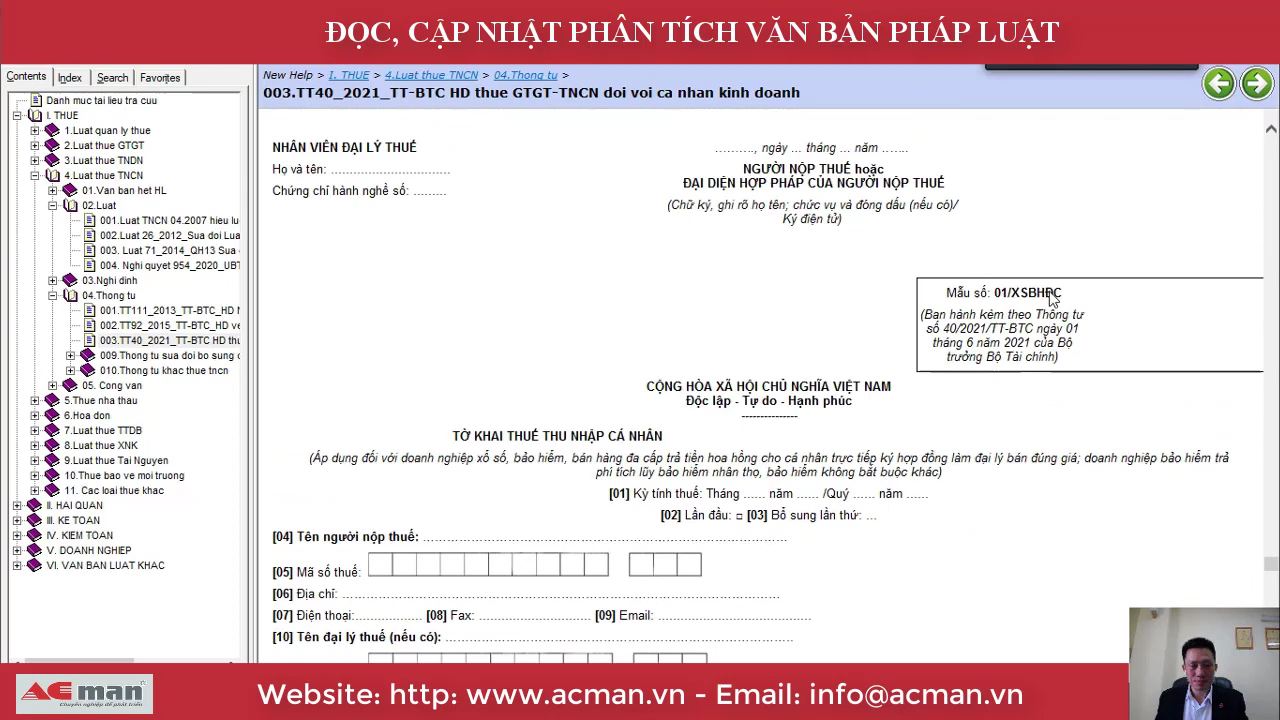 ĐỌC, CẬP NHẬT PHÂN TÍCH VĂN BẢN PHÁP LUẬT
Contents Index Search Favorites
Danh muc tai lieu tra cuu
I. THUE
1.Luat quan ly thue
2.Luat thue GTGT
3.Luat thue TNDN
4.Luat thue TNCN
01.Van ban het HL
02.Luat
001.Luat TNCN 04.2007 hieu lu
002.Luat 26_2012_Sua doi Lua
003. Luat 71_2014_QH13 Sua
004. Nghi quyet 954_2020_UBT
03.Nghi dinh
04.Thong tu
001.TT111_2013_TT-BTC_HD
002.TT92_2015_TT-BTC_HD ve
003.TT40_2021_TT-BTC HD thu
009.Thong tu sua doi bo sung
010.Thong tu khac thue tncn
05. Cong van
5.Thue nha thau
6.Hoa don
7.Luat thue TTDB
8.Luat thue XNK
9.Luat thue Tai Nguyen
10.Thue bao ve moi truong
11. Cac loai thue khac
II. HAI QUAN
III. KE TOAN
IV. KIEM TOAN
V. DOANH NGHIEP
VI. VAN BAN LUAT KHAC
New Help > I. THUE > 4.Luat thue TNCN > 04.Thong tu >
003.TT40_2021_TT-BTC HD thue GTGT-TNCN doi voi ca nhan kinh doanh
NHÂN VIÊN ĐẠI LÝ THUẾ
Họ và tên: ..............................
Chứng chỉ hành nghề số: .........
.........., ngày ... tháng ... năm .......
NGƯỜI NỘP THUẾ hoặc
ĐẠI DIỆN HỢP PHÁP CỦA NGƯỜI NỘP THUẾ
(Chữ ký, ghi rõ họ tên; chức vụ và đóng dấu (nếu có)/
Ký điện tử)
Mẫu số: 01/XSBHĐC
(Ban hành kèm theo Thông tư
số 40/2021/TT-BTC ngày 01
tháng 6 năm 2021 của Bộ
trưởng Bộ Tài chính)
CỘNG HÒA XÃ HỘI CHỦ NGHĨA VIỆT NAM
Độc lập - Tự do - Hạnh phúc
---------------
TỜ KHAI THUẾ THU NHẬP CÁ NHÂN
(Áp dụng đối với doanh nghiệp xổ số, bảo hiểm, bán hàng đa cấp trả tiền hoa hồng cho cá nhân trực tiếp ký hợp đồng làm đại lý bán đúng giá; doanh nghiệp bảo hiểm trả
phí tích lũy bảo hiểm nhân thọ, bảo hiểm không bắt buộc khác)
[01] Kỳ tính thuế: Tháng ...... năm ...... /Quý ...... năm ......
[02] Lần đầu: □ [03] Bổ sung lần thứ: ...
[04] Tên người nộp thuế: ..........................................................................................
[05] Mã số thuế:
[06] Địa chỉ: .............................................................................................................
[07] Điện thoại:................. [08] Fax: ............................ [09] Email: ......................................
[10] Tên đại lý thuế (nếu có): .......................................................................................
ACman
Chuyên nghiệp để phát triển
Website: http: www.acman.vn - Email: info@acman.vn